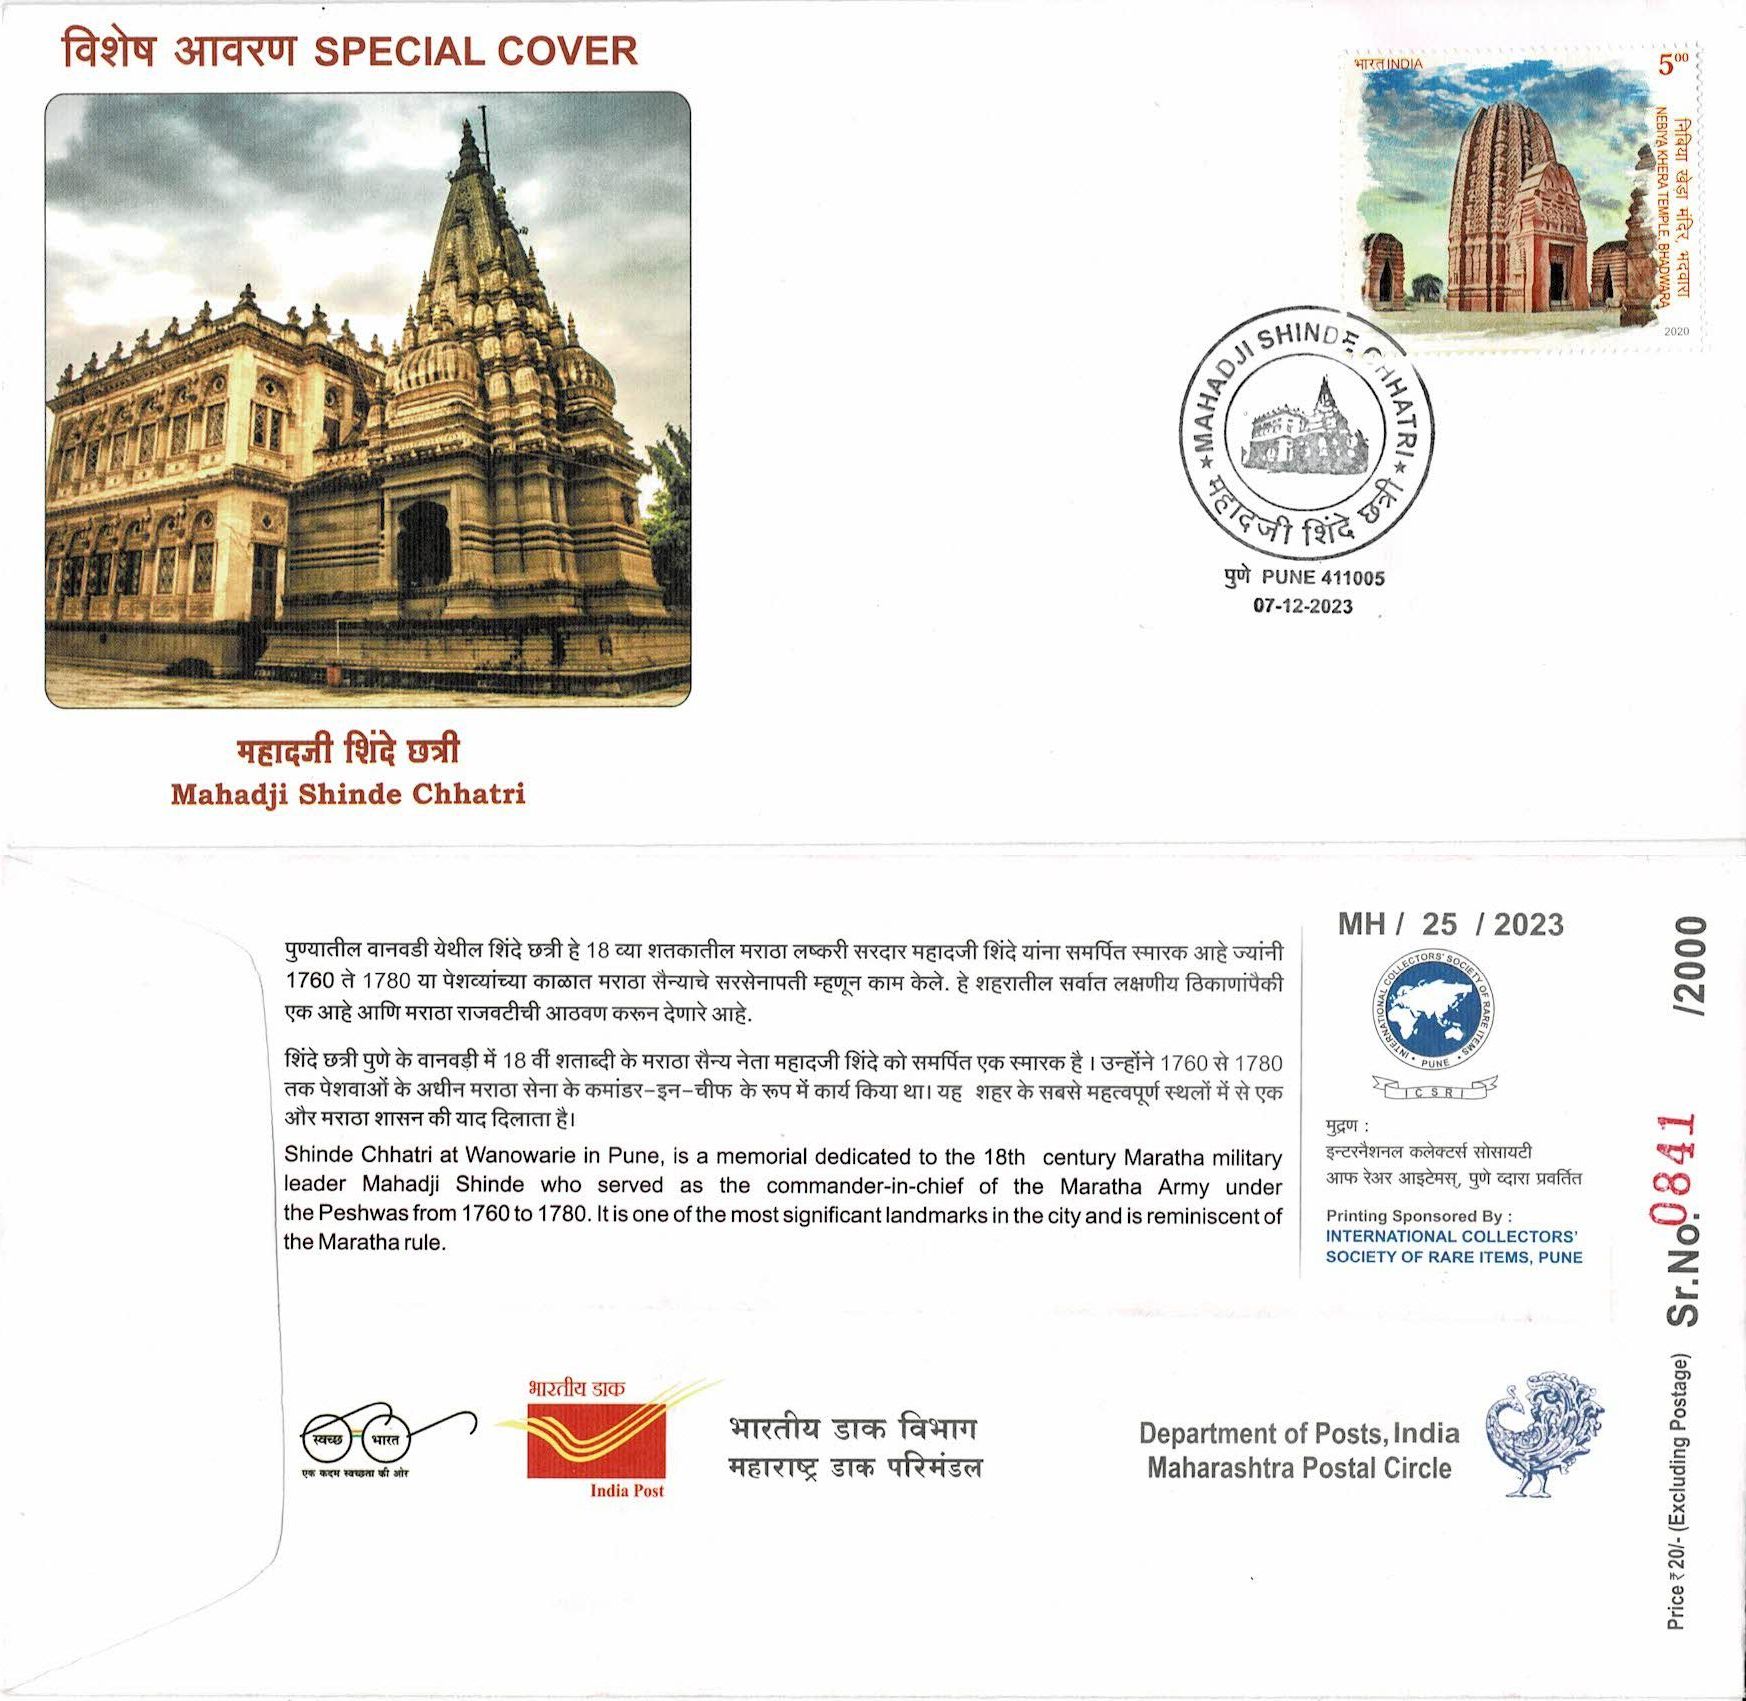 विशेष आवरण SPECIAL COVER
भारत INDIA
500
निबिया खेडा मंदिर, भदवारा
NEBIYA KHERA TEMPLE, BHADWARA
2020
MAHADJI SHINDE CHHATRI
महादजी शिंदे छत्री
पुणे PUNE 411005
07-12-2023
महादजी शिंदे छत्री
Mahadji Shinde Chhatri
पुण्यातील वानवडी येथील शिंदे छत्री हे 18 व्या शतकातील मराठा लष्करी सरदार महादजी शिंदे यांना समर्पित स्मारक आहे ज्यांनी
1760 ते 1780 या पेशव्यांच्या काळात मराठा सैन्याचे सरसेनापती म्हणून काम केले. हे शहरातील सर्वात लक्षणीय ठिकाणांपैकी
एक आहे आणि मराठा राजवटीची आठवण करून देणारे आहे.
शिंदे छत्री पुणे के वानवड़ी में 18 वीं शताब्दी के मराठा सैन्य नेता महादजी शिंदे को समर्पित एक स्मारक है। उन्होंने 1760 से 1780
तक पेशवाओं के अधीन मराठा सेना के कमांडर-इन-चीफ के रूप में कार्य किया था। यह शहर के सबसे महत्वपूर्ण स्थलों में से एक
और मराठा शासन की याद दिलाता है।
Shinde Chhatri at Wanowarie in Pune, is a memorial dedicated to the 18th century Maratha military
leader Mahadji Shinde who served as the commander-in-chief of the Maratha Army under
the Peshwas from 1760 to 1780. It is one of the most significant landmarks in the city and is reminiscent of
the Maratha rule.
MH / 25 / 2023
INTERNATIONAL COLLECTORS' SOCIETY OF RARE ITEMS
PUNE
I C S R I
मुद्रण :
इन्टरनैशनल कलेक्टर्स सोसायटी
आफ रेअर आइटेमस्, पुणे व्दारा प्रवर्तित
Printing Sponsored By :
INTERNATIONAL COLLECTORS'
SOCIETY OF RARE ITEMS, PUNE
Price ₹ 20/- (Excluding Postage) Sr.No. 0841 /2000
स्वच्छ भारत
एक कदम स्वच्छता की ओर
भारतीय डाक
India Post
भारतीय डाक विभाग
महाराष्ट्र डाक परिमंडल
Department of Posts, India
Maharashtra Postal Circle